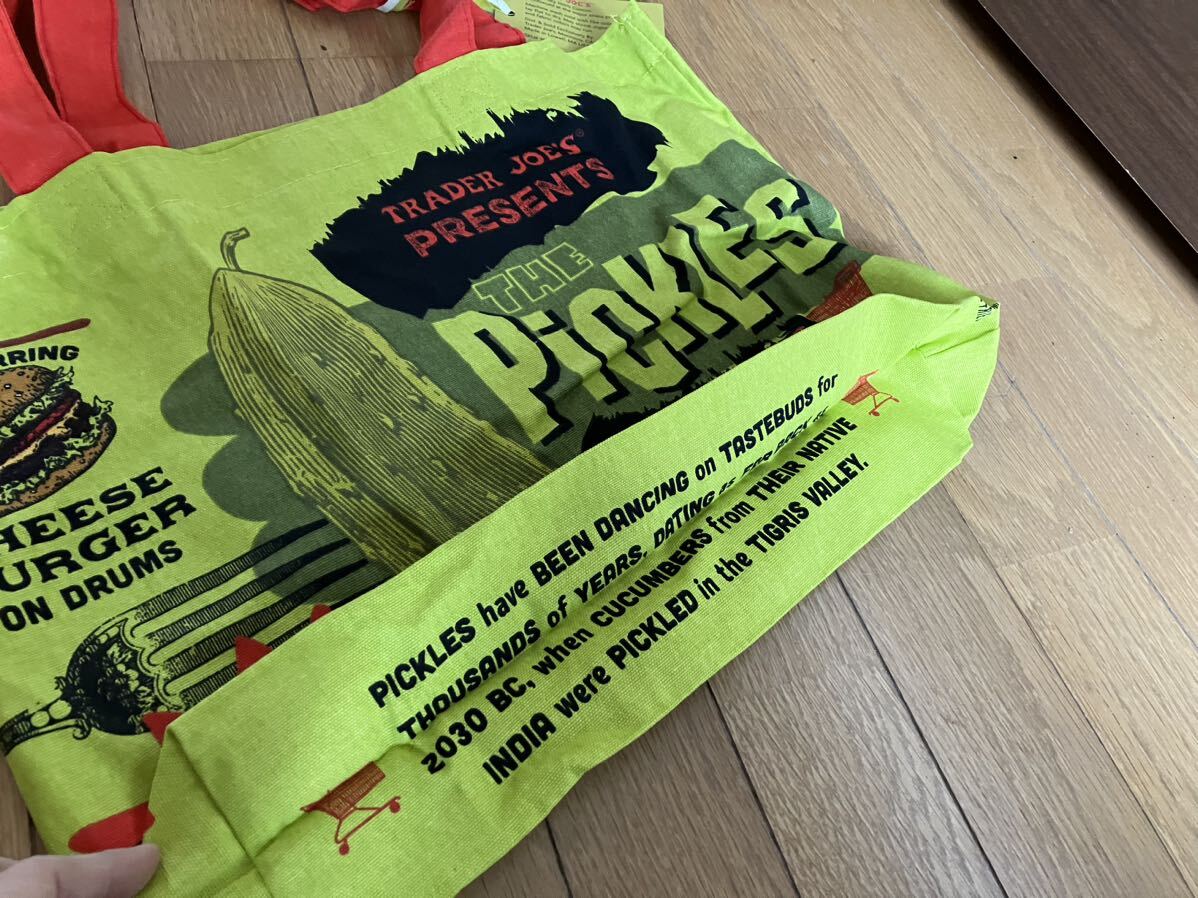 TRADER JOE'S®
PRESENTS
THE
PicKLES
RRING
HEESE
URGER
ON DRUMS
PICKLES have BEEN DANCING on TASTEBUDS for
THOUSANDS of YEARS, DATING
2030 BC, when CUCUMBERS from THEIR NATIVE
INDIA were PICKLED in the TIGRIS VALLEY.